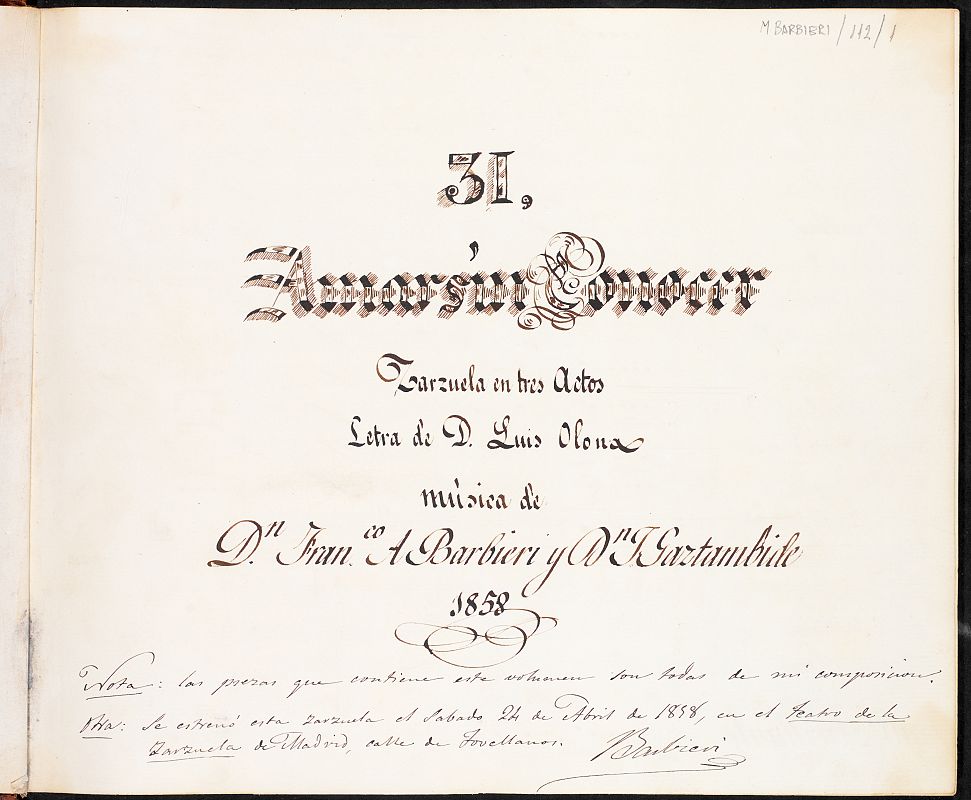 M BARBIERI / 112 / 1
31,
Amar sin Conocer
Zarzuela en tres Actos
Letra de D. Luis Olona
música de
D.n Fran.co A Barbieri y D.n J Gaztambide
1858
Nota: las piezas que contiene este volumen son todas de mi composicion.
Otra: Se estrenó esta zarzuela el Sabado 24 de Abril de 1858, en el teatro de la
Zarzuela de Madrid, calle de Jovellanos. Barbieri